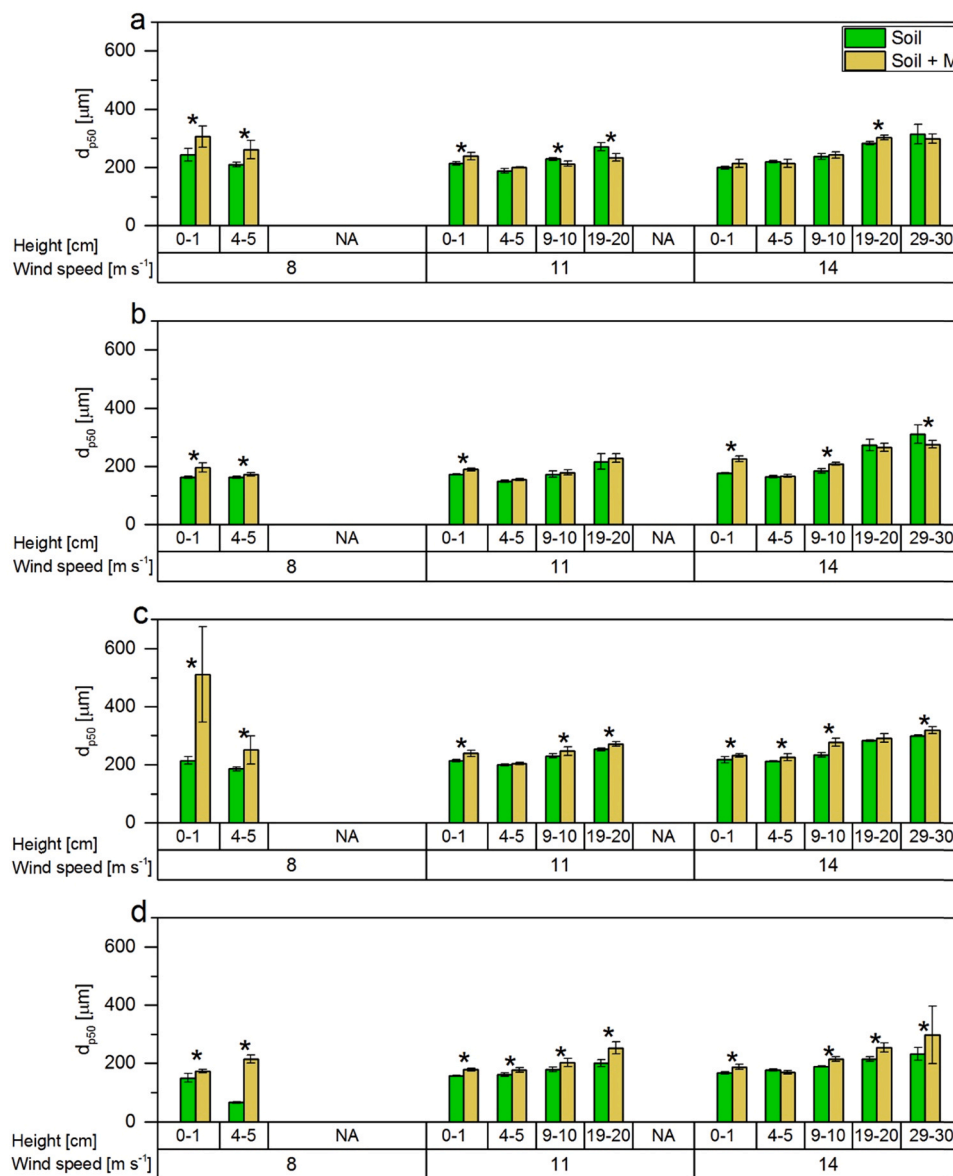 a
600
400
200
0
d_p50 [µm]
Soil
Soil + M
* * * * * *
Height [cm] 0-1 4-5 NA 0-1 4-5 9-10 19-20 NA 0-1 4-5 9-10 19-20 29-30
Wind speed [m s⁻¹] 8 11 14
b
600
400
200
0
d_p50 [µm]
* * * * * *
Height [cm] 0-1 4-5 NA 0-1 4-5 9-10 19-20 NA 0-1 4-5 9-10 19-20 29-30
Wind speed [m s⁻¹] 8 11 14
c
600
400
200
0
d_p50 [µm]
* * * * * * * * *
Height [cm] 0-1 4-5 NA 0-1 4-5 9-10 19-20 NA 0-1 4-5 9-10 19-20 29-30
Wind speed [m s⁻¹] 8 11 14
d
600
400
200
0
d_p50 [µm]
* * * * * * * * * *
Height [cm] 0-1 4-5 NA 0-1 4-5 9-10 19-20 NA 0-1 4-5 9-10 19-20 29-30
Wind speed [m s⁻¹] 8 11 14